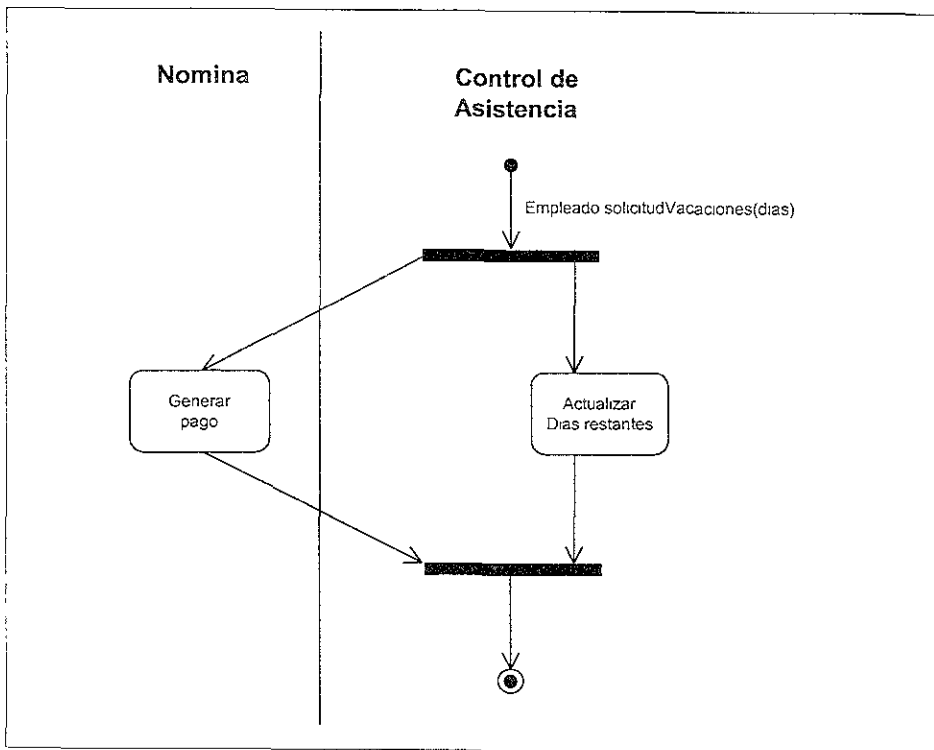 Nomina
Control de
Asistencia
Empleado solicitudVacaciones(dias)
Generar
pago
Actualizar
Dias restantes